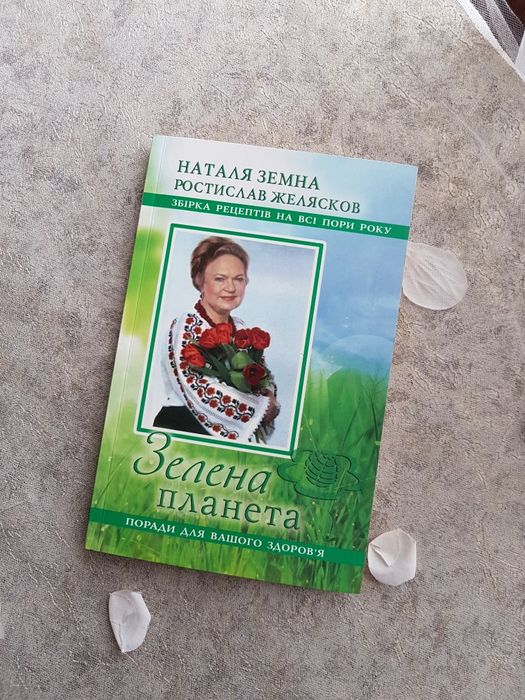 НАТАЛЯ ЗЕМНА
РОСТИСЛАВ ЖЕЛЯСКОВ
ЗБІРКА РЕЦЕПТІВ НА ВСІ ПОРИ РОКУ
Зелена
планета
ПОРАДИ ДЛЯ ВАШОГО ЗДОРОВ'Я